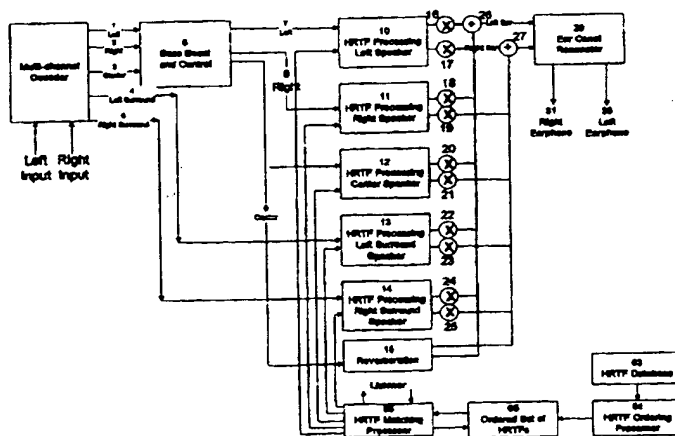 1
Left
2
Right
3
Center
4
Left Surround
5
Right Surround
Multi-channel
Decoder
Left
Input
Right
Input
6
Bass Boost
and Control
7
Left
8
Right
9
Center
10
HRTF Processing
Left Speaker
11
HRTF Processing
Right Speaker
12
HRTF Processing
Center Speaker
13
HRTF Processing
Left Surround
Speaker
14
HRTF Processing
Right Surround
Speaker
15
Reverberation
16
17
18
19
20
21
22
23
24
25
26
Left Ear
27
Right Ear
Ear Canal
Resonator
31
Right
Earphone
30
Left
Earphone
Listener
HRTF Matching
Processor
65
Ordered list of
HRTFs
63
HRTF Database
64
HRTF Ordering
Processor